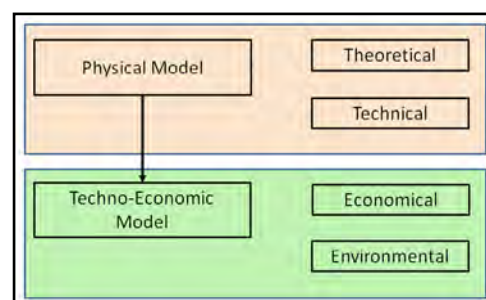 Physical Model
Theoretical
Technical
Techno-Economic
Model
Economical
Environmental